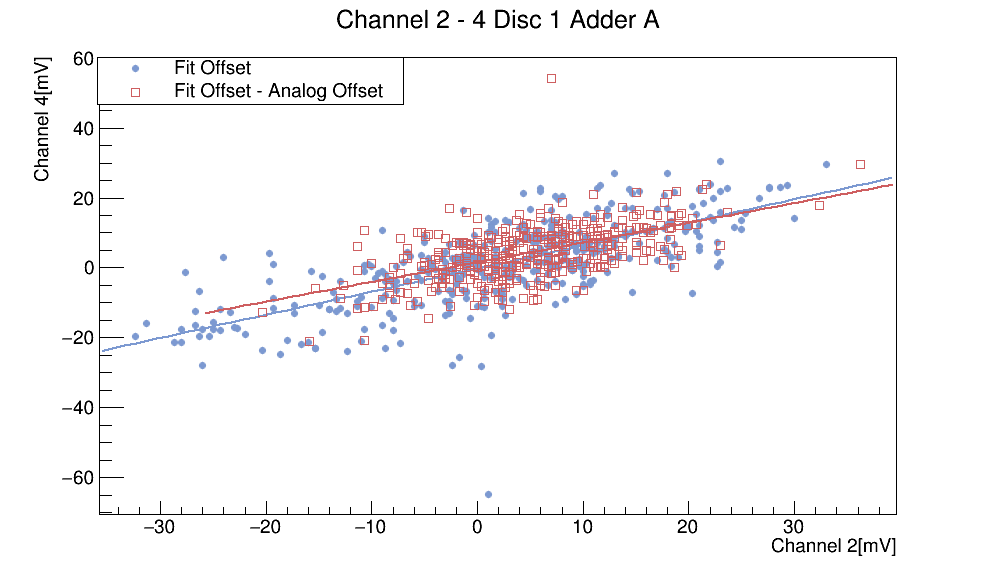 Channel 2 - 4 Disc 1 Adder A
Channel 4[mV]
Fit Offset
Fit Offset - Analog Offset
60
40
20
0
−20
−40
−60
−30 −20 −10 0 10 20 30
Channel 2[mV]